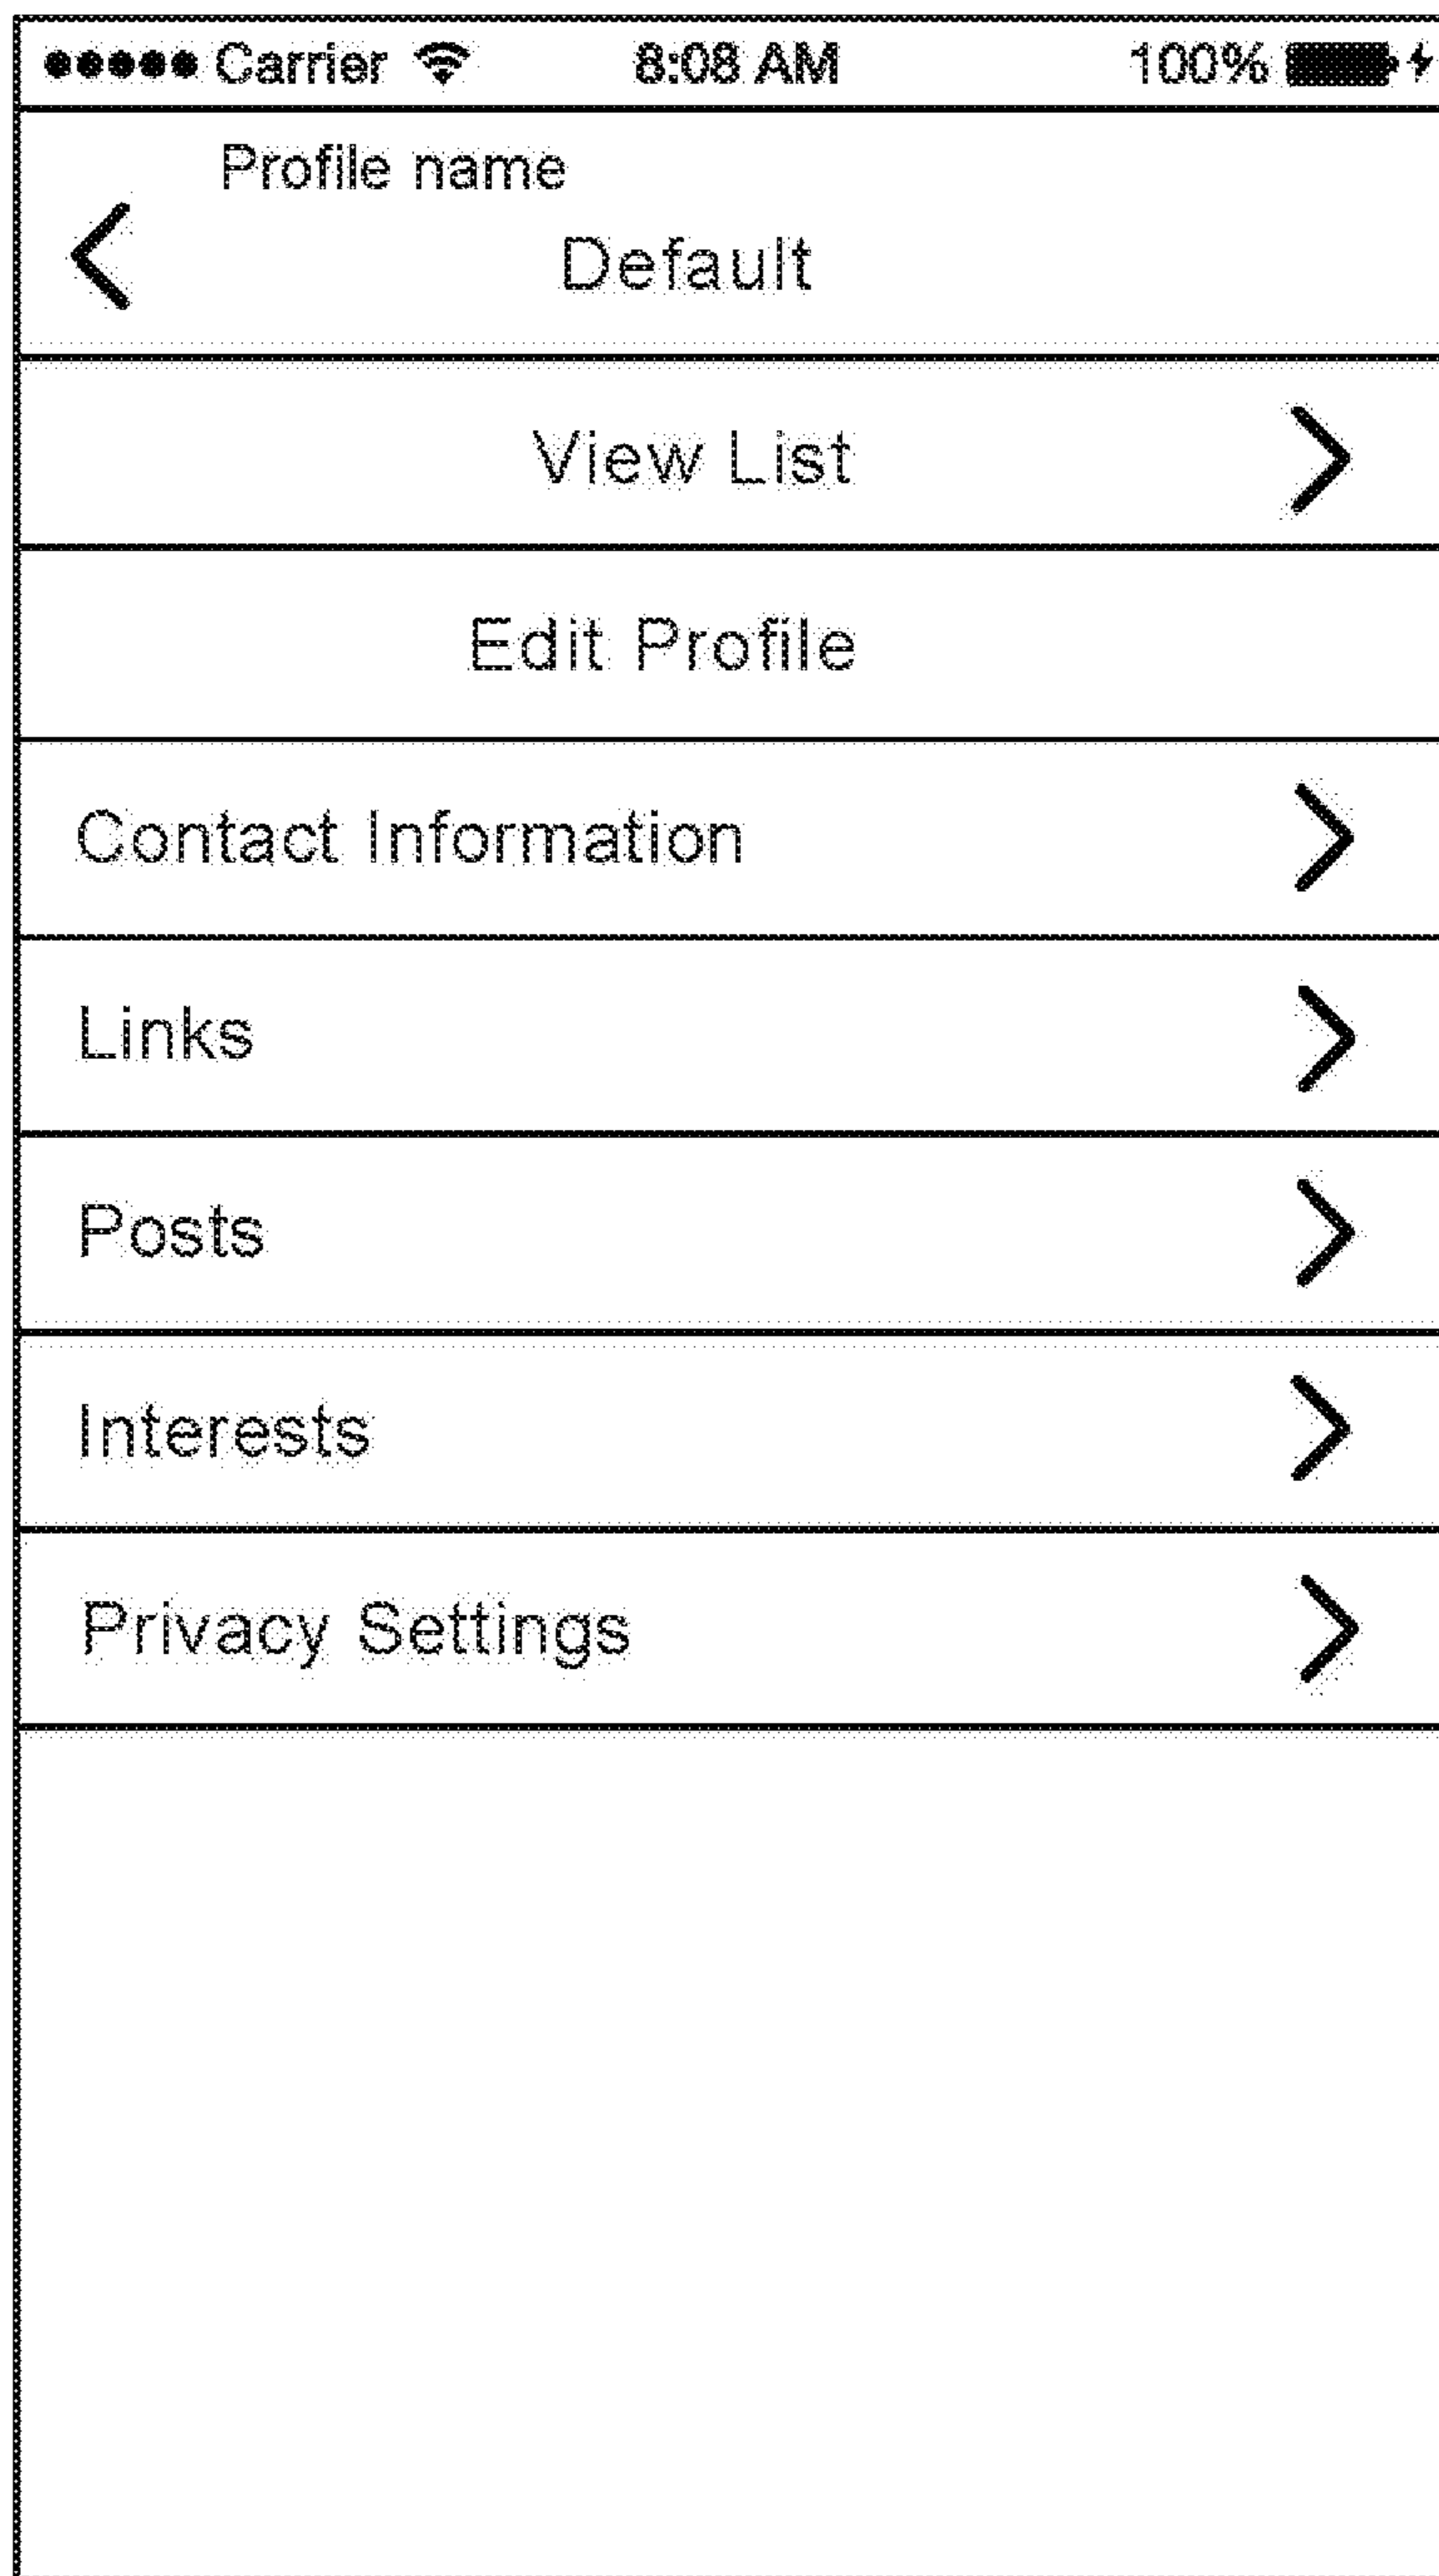 Carrier 8:08 AM 100%
Profile name
Default
View List
Edit Profile
Contact Information
Links
Posts
Interests
Privacy Settings